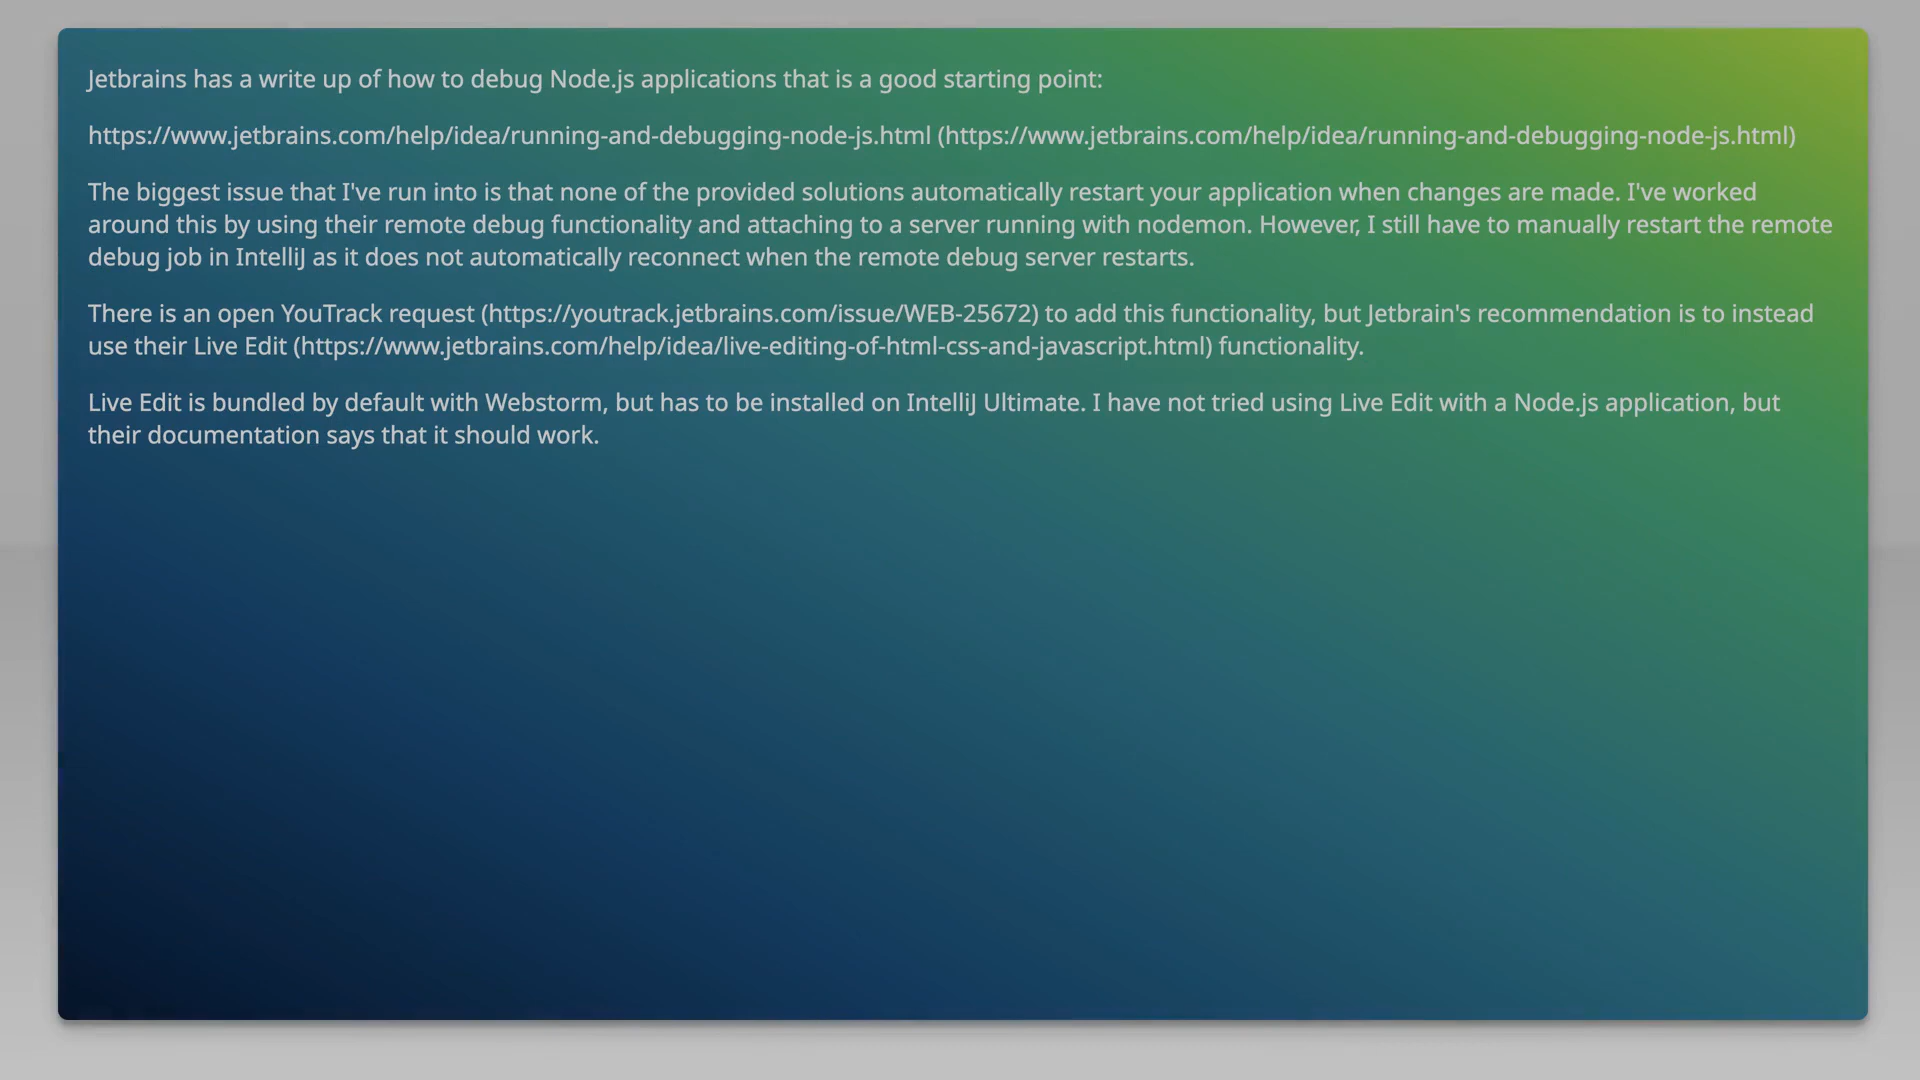 Jetbrains has a write up of how to debug Node.js applications that is a good starting point:
https://www.jetbrains.com/help/idea/running-and-debugging-node-js.html (https://www.jetbrains.com/help/idea/running-and-debugging-node-js.html)
The biggest issue that I've run into is that none of the provided solutions automatically restart your application when changes are made. I've worked
around this by using their remote debug functionality and attaching to a server running with nodemon. However, I still have to manually restart the remote
debug job in IntelliJ as it does not automatically reconnect when the remote debug server restarts.
There is an open YouTrack request (https://youtrack.jetbrains.com/issue/WEB-25672) to add this functionality, but Jetbrain's recommendation is to instead
use their Live Edit (https://www.jetbrains.com/help/idea/live-editing-of-html-css-and-javascript.html) functionality.
Live Edit is bundled by default with Webstorm, but has to be installed on IntelliJ Ultimate. I have not tried using Live Edit with a Node.js application, but
their documentation says that it should work.